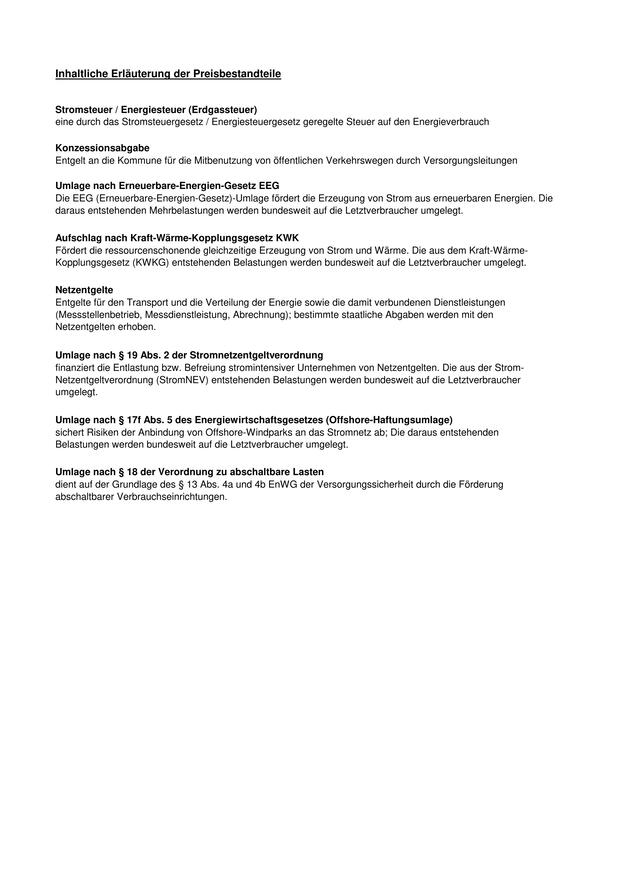 Inhaltliche Erläuterung der Preisbestandteile
Stromsteuer / Energiesteuer (Erdgassteuer)
eine durch das Stromsteuergesetz / Energiesteuergesetz geregelte Steuer auf den Energieverbrauch
Konzessionsabgabe
Entgelt an die Kommune für die Mitbenutzung von öffentlichen Verkehrswegen durch Versorgungsleitungen
Umlage nach Erneuerbare-Energien-Gesetz EEG
Die EEG (Erneuerbare-Energien-Gesetz)-Umlage fördert die Erzeugung von Strom aus erneuerbaren Energien. Die
daraus entstehenden Mehrbelastungen werden bundesweit auf die Letztverbraucher umgelegt.
Aufschlag nach Kraft-Wärme-Kopplungsgesetz KWK
Fördert die ressourcenschonende gleichzeitige Erzeugung von Strom und Wärme. Die aus dem Kraft-Wärme-
Kopplungsgesetz (KWKG) entstehenden Belastungen werden bundesweit auf die Letztverbraucher umgelegt.
Netzentgelte
Entgelte für den Transport und die Verteilung der Energie sowie die damit verbundenen Dienstleistungen
(Messstellenbetrieb, Messdienstleistung, Abrechnung); bestimmte staatliche Abgaben werden mit den
Netzentgelten erhoben.
Umlage nach § 19 Abs. 2 der Stromnetzentgeltverordnung
finanziert die Entlastung bzw. Befreiung stromintensiver Unternehmen von Netzentgelten. Die aus der Strom-
Netzentgeltverordnung (StromNEV) entstehenden Belastungen werden bundesweit auf die Letztverbraucher
umgelegt.
Umlage nach § 17f Abs. 5 des Energiewirtschaftsgesetzes (Offshore-Haftungsumlage)
sichert Risiken der Anbindung von Offshore-Windparks an das Stromnetz ab; Die daraus entstehenden
Belastungen werden bundesweit auf die Letztverbraucher umgelegt.
Umlage nach § 18 der Verordnung zu abschaltbare Lasten
dient auf der Grundlage des § 13 Abs. 4a und 4b EnWG der Versorgungssicherheit durch die Förderung
abschaltbarer Verbrauchseinrichtungen.